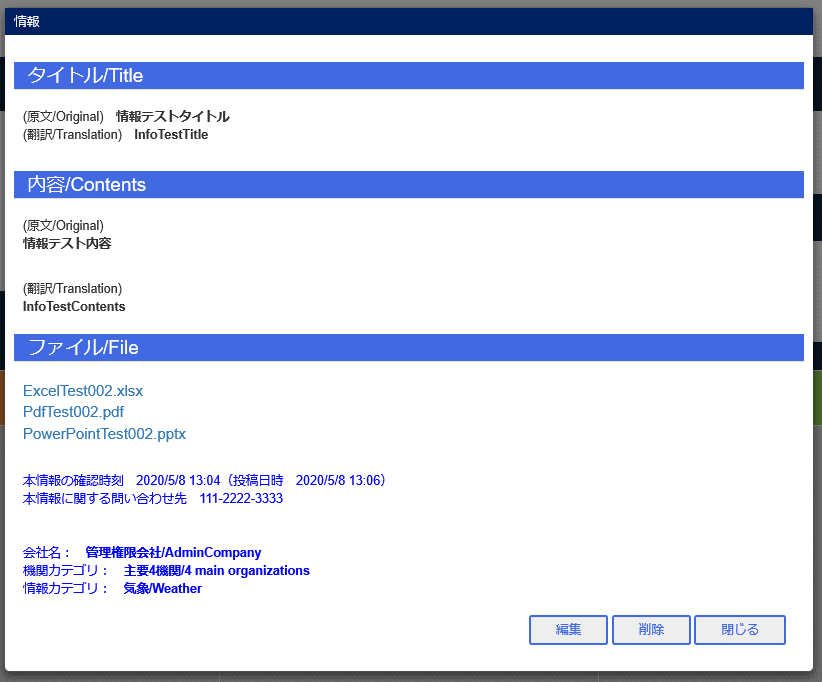 情報
タイトル/Title
(原文/Original) 情報テストタイトル
(翻訳/Translation) InfoTestTitle
内容/Contents
(原文/Original)
情報テスト内容
(翻訳/Translation)
InfoTestContents
ファイル/File
ExcelTest002.xlsx
PdfTest002.pdf
PowerPointTest002.pptx
本情報の確認時刻 2020/5/8 13:04（投稿日時 2020/5/8 13:06）
本情報に関する問い合わせ先 111-2222-3333
会社名： 管理権限会社/AdminCompany
機関カテゴリ： 主要4機関/4 main organizations
情報カテゴリ： 気象/Weather
編集 削除 閉じる